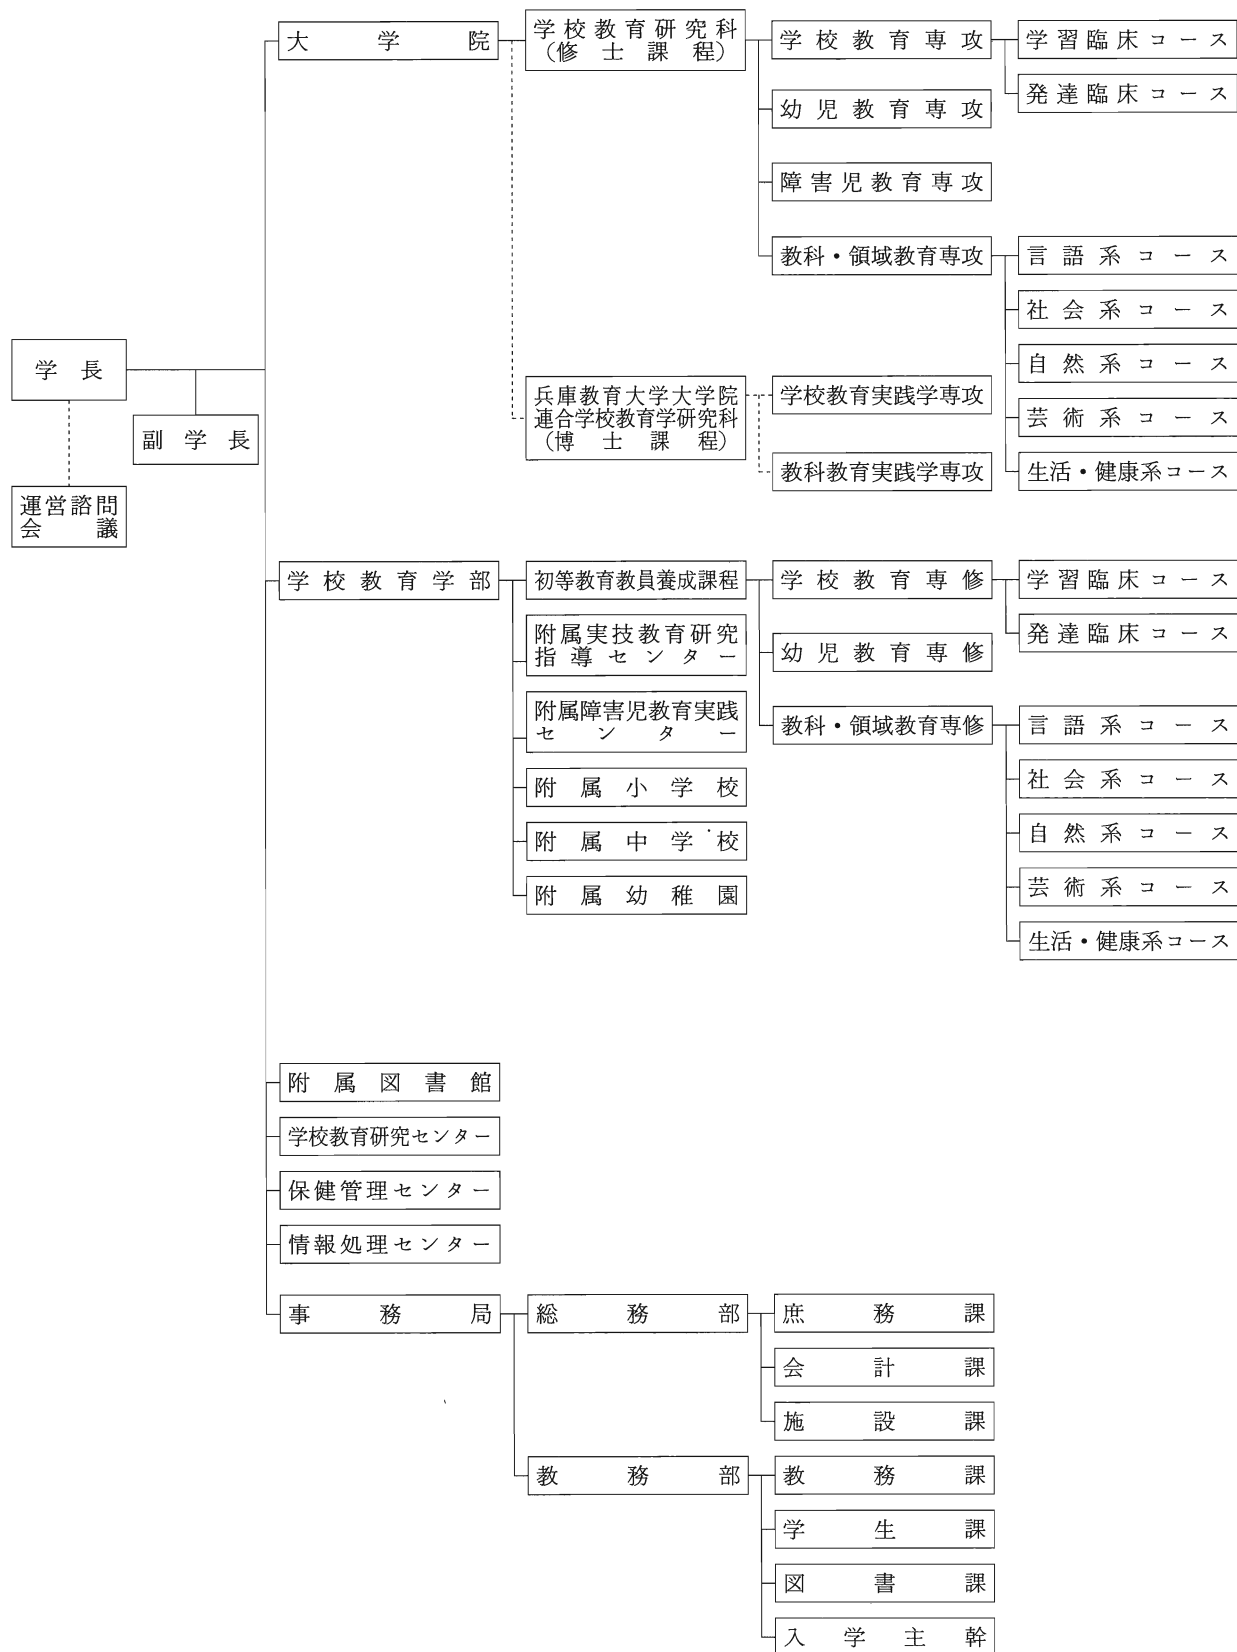 学長
副学長
運営諮問
会議
大学院
学校教育研究科
(修士課程)
学校教育専攻
学習臨床コース
発達臨床コース
幼児教育専攻
障害児教育専攻
教科・領域教育専攻
言語系コース
社会系コース
自然系コース
芸術系コース
生活・健康系コース
兵庫教育大学大学院
連合学校教育学研究科
(博士課程)
学校教育実践学専攻
教科教育実践学専攻
学校教育学部
初等教育教員養成課程
学校教育専修
学習臨床コース
発達臨床コース
幼児教育専修
教科・領域教育専修
言語系コース
社会系コース
自然系コース
芸術系コース
生活・健康系コース
附属実技教育研究
指導センター
附属障害児教育実践
センター
附属小学校
附属中学校
附属幼稚園
附属図書館
学校教育研究センター
保健管理センター
情報処理センター
事務局
総務部
庶務課
会計課
施設課
教務部
教務課
学生課
図書課
入学主幹